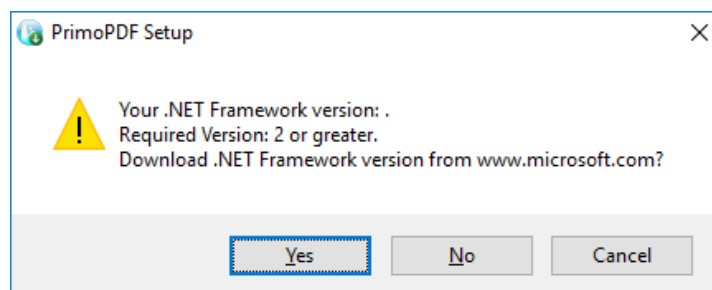 PrimoPDF Setup
Your .NET Framework version: .
Required Version: 2 or greater.
Download .NET Framework version from www.microsoft.com?
Yes
No
Cancel